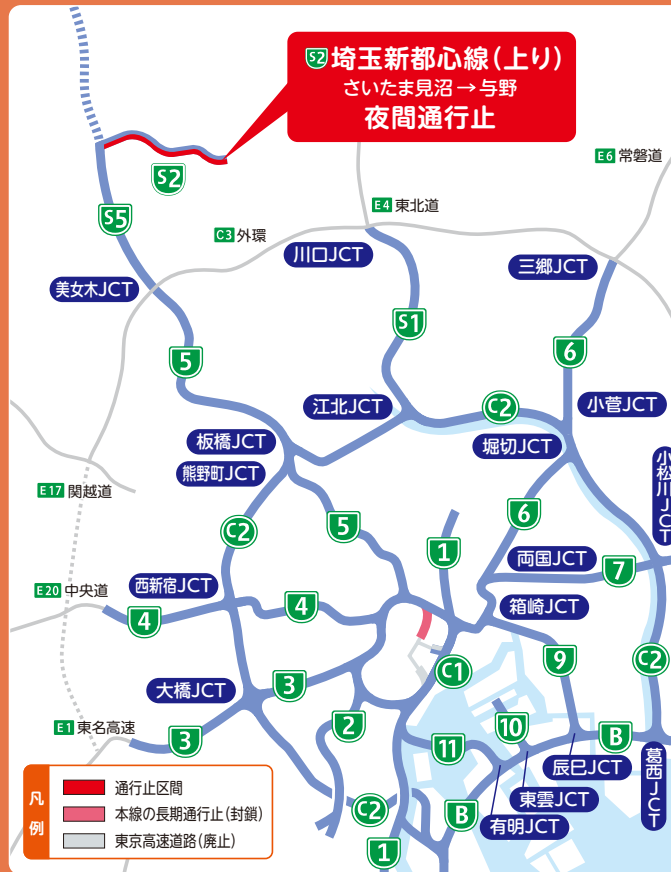 S2 埼玉新都心線(上り)
さいたま見沼→与野
夜間通行止
E6 常磐道
S2
E4 東北道
S5
C3 外環
川口JCT
三郷JCT
美女木JCT
S1
5
6
江北JCT
C2
小菅JCT
板橋JCT
堀切JCT
熊野町JCT
小松川JCT
E17 関越道
6
5
C2
1
両国JCT
7
E20 中央道
西新宿JCT
4
4
箱崎JCT
C1
9
C2
大橋JCT
3
E1 東名高速
3
2
10
11
B
辰巳JCT
葛西JCT
東雲JCT
有明JCT
C2
B
1
凡例
通行止区間
本線の長期通行止(封鎖)
東京高速道路(廃止)